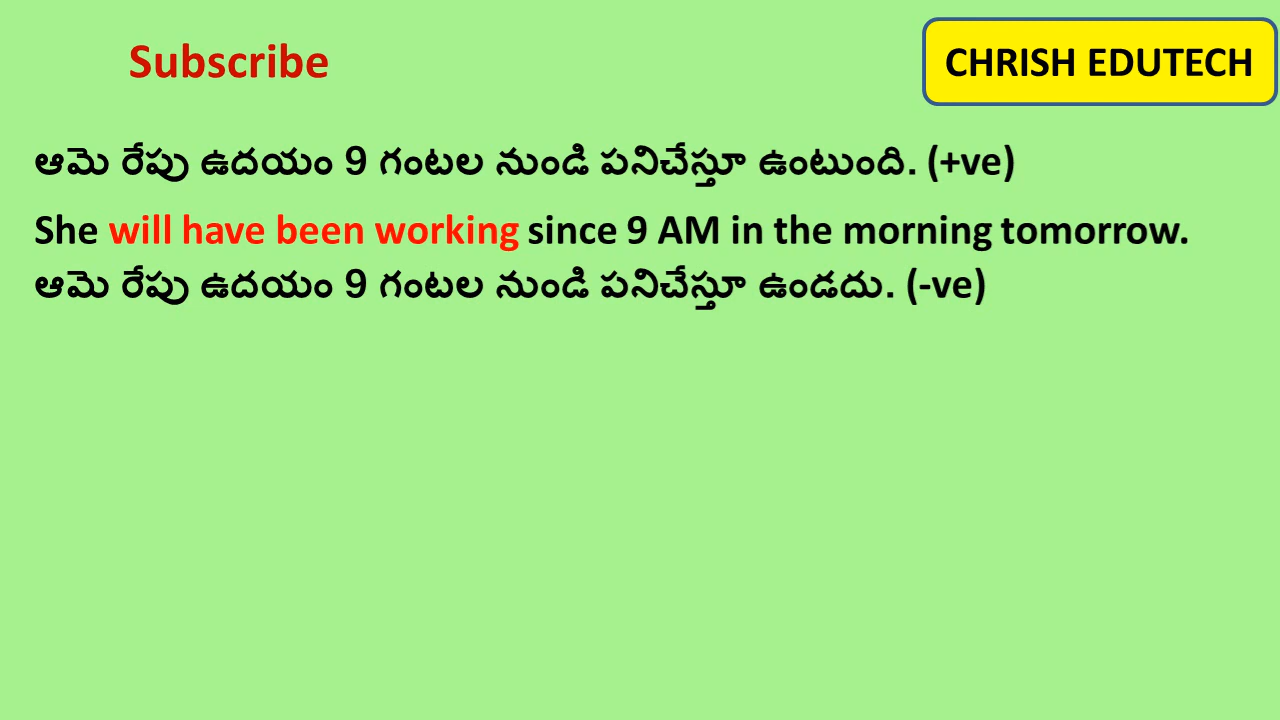 Subscribe
CHRISH EDUTECH
ఆమె రేపు ఉదయం 9 గంటల నుండి పనిచేస్తూ ఉంటుంది. (+ve)
She will have been working since 9 AM in the morning tomorrow.
ఆమె రేపు ఉదయం 9 గంటల నుండి పనిచేస్తూ ఉండదు. (-ve)